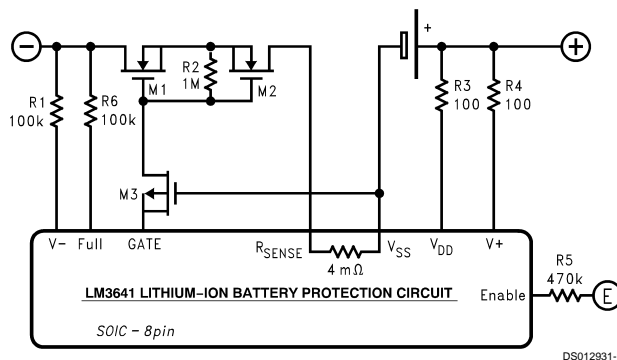 −
+
+
R2
1M
M1
M2
R1
100k
R6
100k
R3
100
R4
100
M3
V−
Full
GATE
RSENSE
4 mΩ
VSS
VDD
V+
R5
470k
LM3641 LITHIUM−ION BATTERY PROTECTION CIRCUIT
Enable
E
SOIC − 8pin
DS012931-